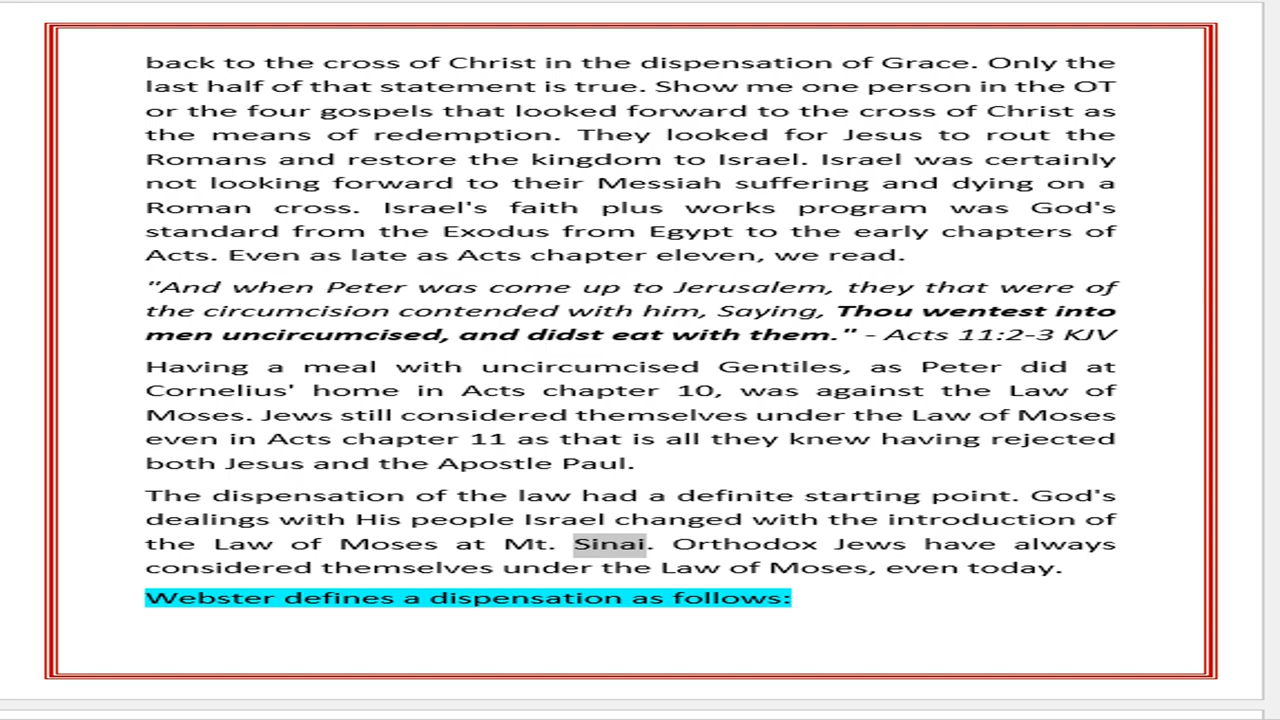 back to the cross of Christ in the dispensation of Grace. Only the
last half of that statement is true. Show me one person in the OT
or the four gospels that looked forward to the cross of Christ as
the means of redemption. They looked for Jesus to rout the
Romans and restore the kingdom to Israel. Israel was certainly
not looking forward to their Messiah suffering and dying on a
Roman cross. Israel's faith plus works program was God's
standard from the Exodus from Egypt to the early chapters of
Acts. Even as late as Acts chapter eleven, we read.
"And when Peter was come up to Jerusalem, they that were of
the circumcision contended with him, Saying, Thou wentest into
men uncircumcised, and didst eat with them." - Acts 11:2-3 KJV
Having a meal with uncircumcised Gentiles, as Peter did at
Cornelius' home in Acts chapter 10, was against the Law of
Moses. Jews still considered themselves under the Law of Moses
even in Acts chapter 11 as that is all they knew having rejected
both Jesus and the Apostle Paul.
The dispensation of the law had a definite starting point. God's
dealings with His people Israel changed with the introduction of
the Law of Moses at Mt. Sinai. Orthodox Jews have always
considered themselves under the Law of Moses, even today.
Webster defines a dispensation as follows: